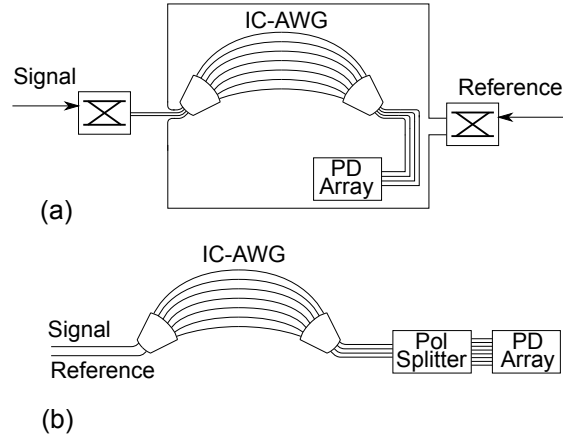 IC-AWG
Signal
Reference
PD
Array
(a)
IC-AWG
Signal
Reference
Pol
Splitter
PD
Array
(b)